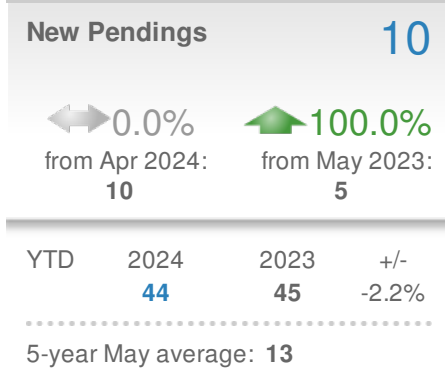 New Pendings 10
0.0% 100.0%
from Apr 2024: from May 2023:
10 5
YTD 2024 2023 +/-
44 45 -2.2%
5-year May average: 13